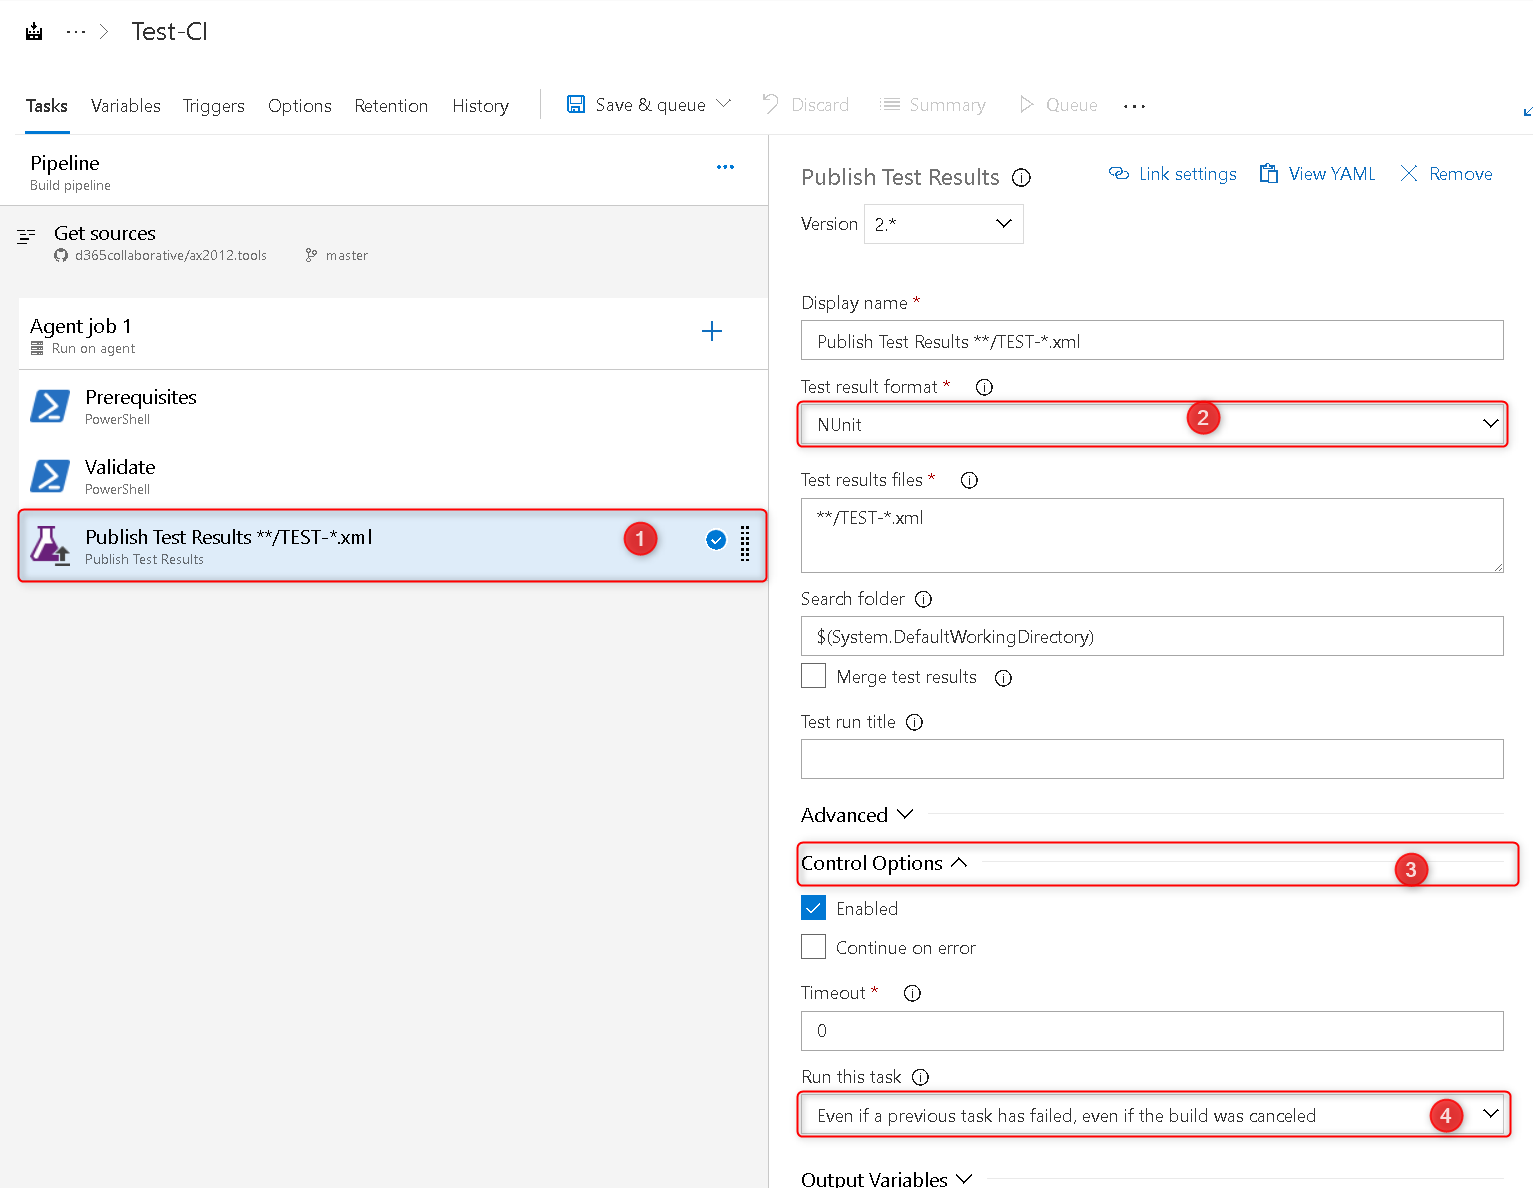 ··· > Test-CI
Tasks Variables Triggers Options Retention History Save & queue Discard Summary Queue ...
Pipeline
Build pipeline
Get sources
d365collaborative/ax2012.tools master
Agent job 1
Run on agent
Prerequisites
PowerShell
Validate
PowerShell
Publish Test Results **/TEST-*.xml 1
Publish Test Results
Publish Test Results Link settings View YAML Remove
Version 2.*
Display name *
Publish Test Results **/TEST-*.xml
Test result format *
NUnit 2
Test results files *
**/TEST-*.xml
Search folder
$(System.DefaultWorkingDirectory)
Merge test results
Test run title
Advanced
Control Options 3
Enabled
Continue on error
Timeout *
0
Run this task
Even if a previous task has failed, even if the build was canceled 4
Output Variables